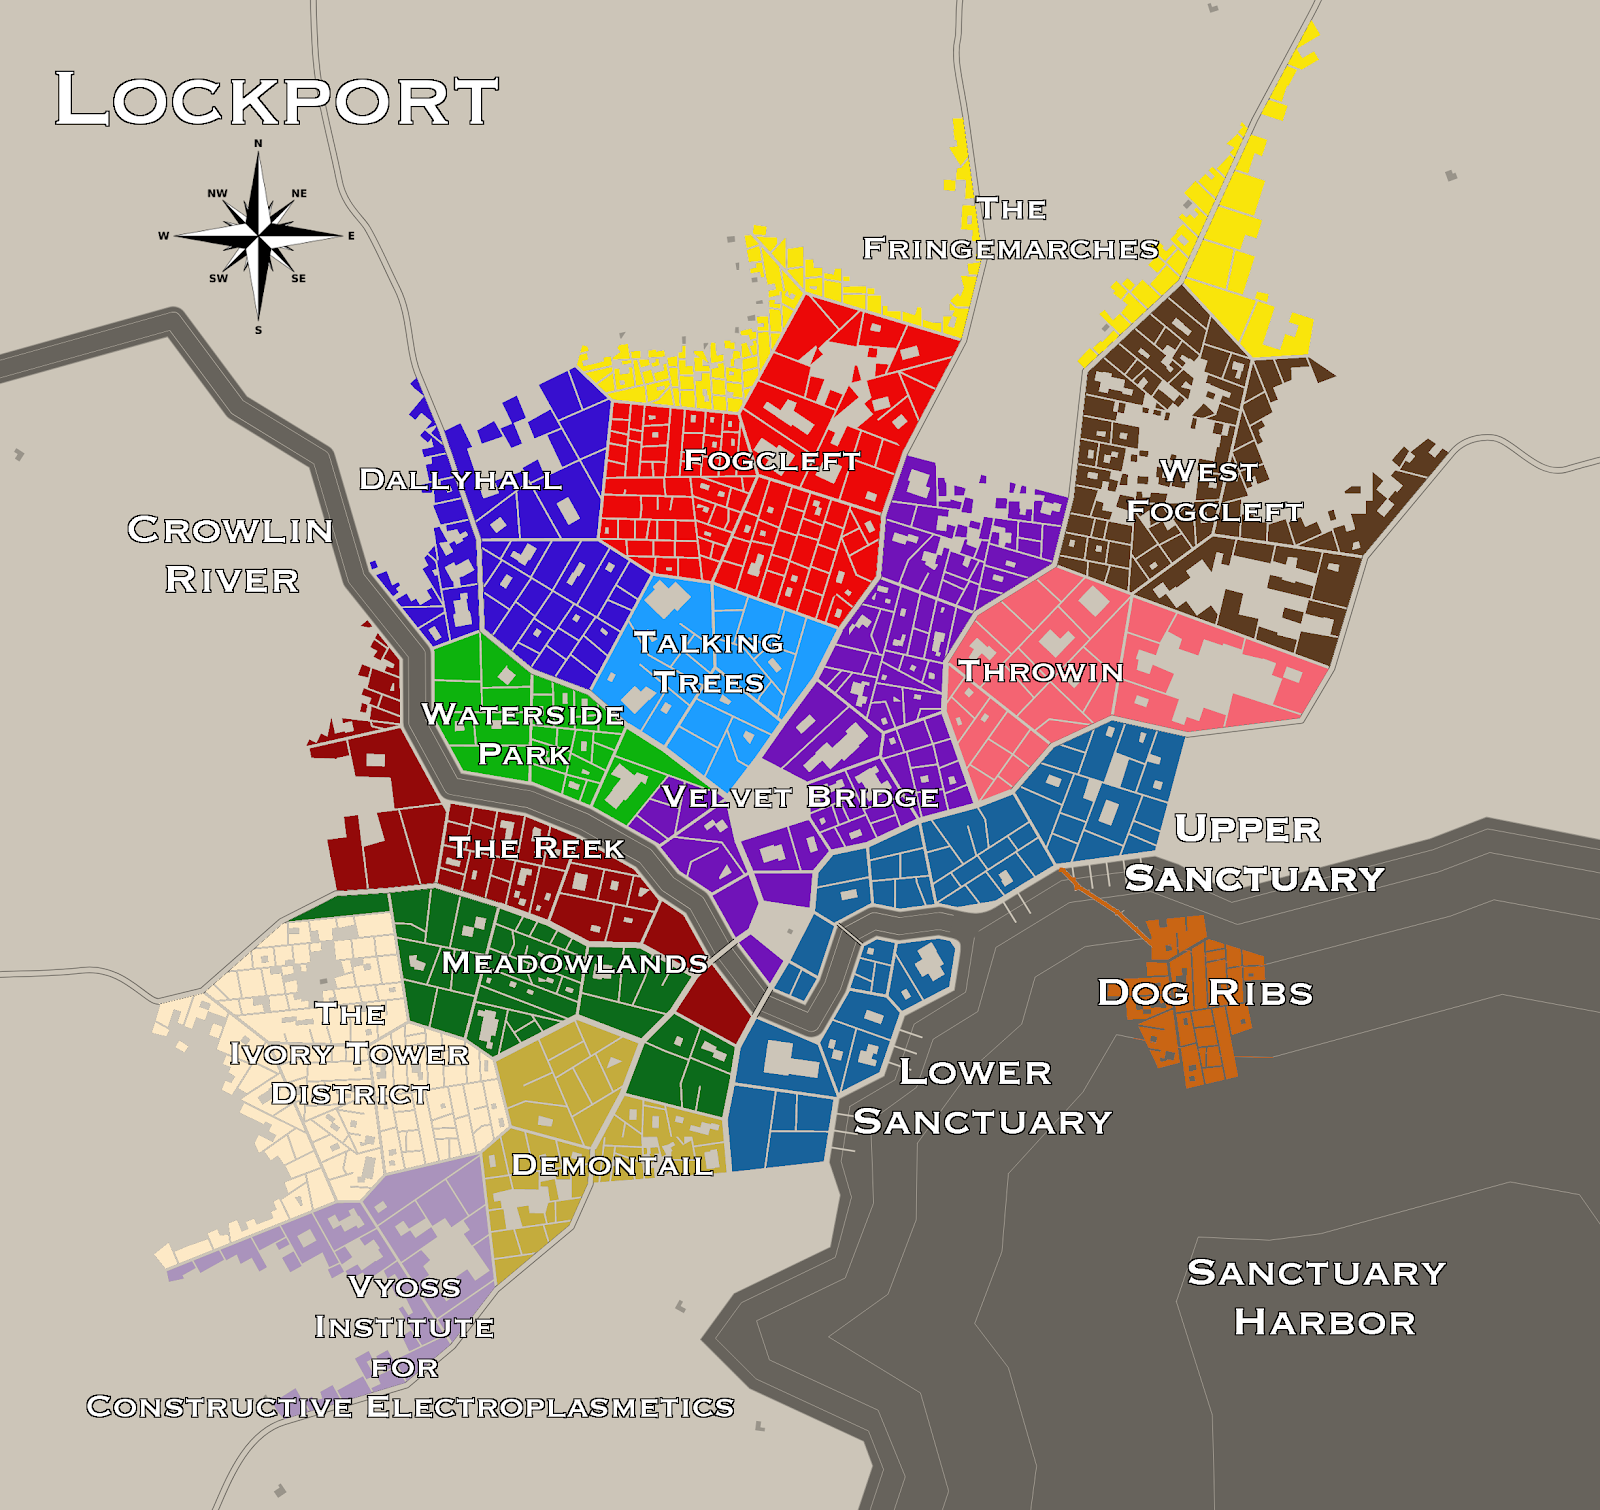 Lockport
N
NW
NE
W
E
SW
SE
S
The
Fringemarches
Fogcleft
Dallyhall
West
Fogcleft
Crowlin
River
Talking
Trees
Throwin
Waterside
Park
Velvet Bridge
Upper
Sanctuary
The Reek
Meadowlands
Dog Ribs
The
Ivory Tower
District
Lower
Sanctuary
Demontail
Vyoss
Institute
for
Constructive Electroplasmetics
Sanctuary
Harbor